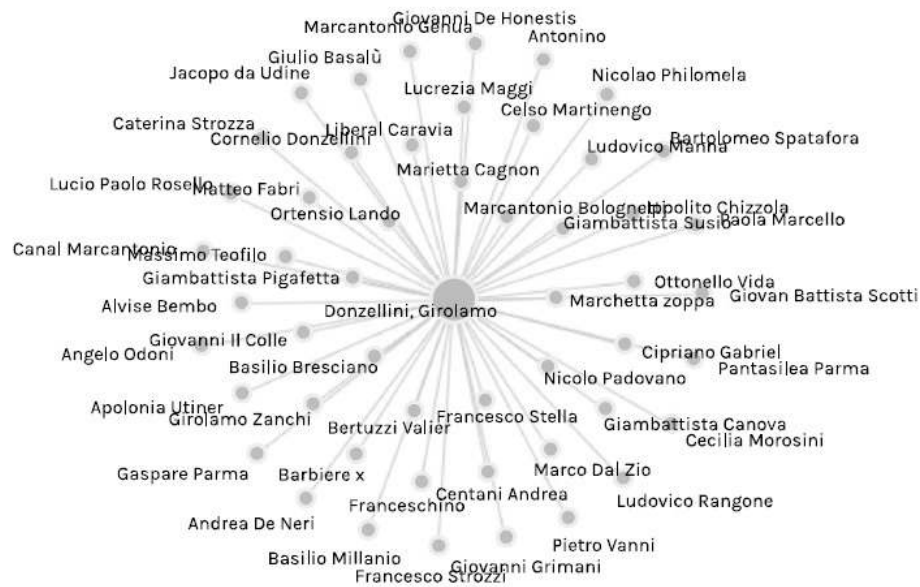 Giovanni De Honestis
Marcantonio Genua
Antonino
Giulio Basalù
Jacopo da Udine
Nicolao Philomela
Lucrezia Maggi
Celso Martinengo
Caterina Strozza
Cornelio Donzellini
Liberal Caravia
Ludovico Manna
Bartolomeo Spatafora
Marietta Cagnon
Lucio Paolo Rosello
Matteo Fabri
Ortensio Lando
Marcantonio Bolognetti
Ippolito Chizzola
Giambattista Susio
Paola Marcello
Canal Marcantonio
Massimo Teofilo
Giambattista Pigafetta
Ottonello Vida
Giovan Battista Scotti
Marchetta zoppa
Alvise Bembo
Donzellini, Girolamo
Giovanni Il Colle
Angelo Odoni
Basilio Bresciano
Cipriano Gabriel
Pantasilea Parma
Nicolo Padovano
Apolonia Utiner
Girolamo Zanchi
Bertuzzi Valier
Francesco Stella
Giambattista Canova
Cecilia Morosini
Gaspare Parma
Barbiere x
Marco Dal Zio
Centani Andrea
Franceschino
Ludovico Rangone
Andrea De Neri
Pietro Vanni
Basilio Millanio
Giovanni Grimani
Francesco Strozzi